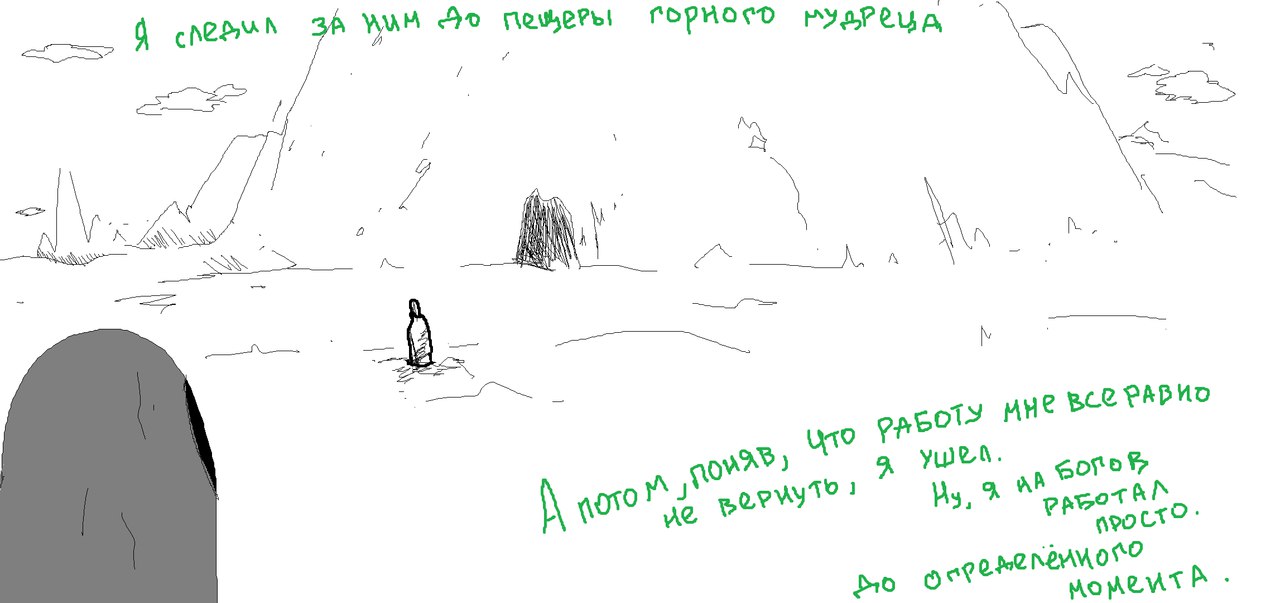 Я следил за ним до пещеры горного мудреца
А потом, поняв, что работу мне все равно
не вернуть, я ушел.
Ну, я на богов
работал
просто.
До определённого
момента.